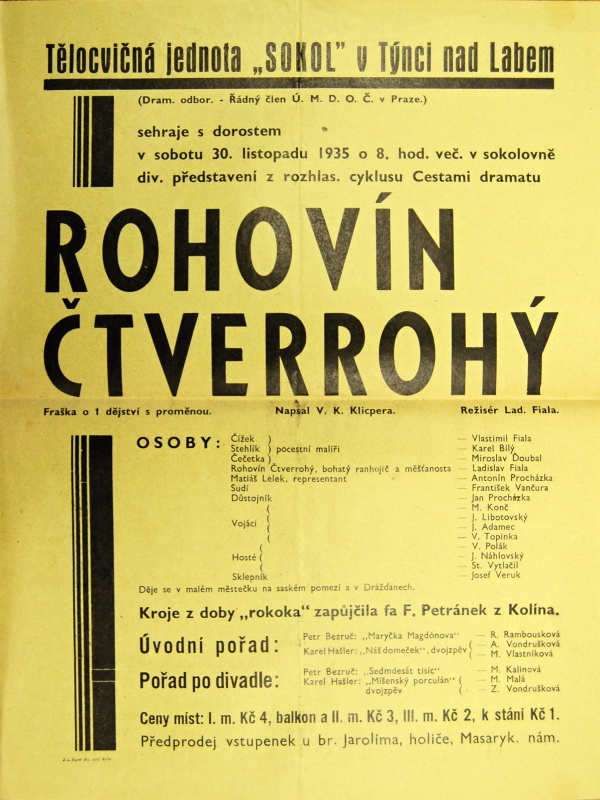 Tělocvičná jednota „SOKOL" v Týnci nad Labem
(Dram. odbor. - Řádný člen Ú. M. D. O. Č. v Praze.)
sehraje s dorostem
v sobotu 30. listopadu 1935 o 8. hod. več. v sokolovně
div. představení z rozhlas. cyklusu Cestami dramatu
ROHOVÍN
ČTVERROHÝ
Fraška o 1 dějství s proměnou. Napsal V. K. Klicpera. Režisér Lad. Fiala.
OSOBY: Čížek ) — Vlastimil Fiala
Stehlík ) pocestní malíři — Karel Bílý
Čečetka ) — Miroslav Doubal
Rohovín Čtverrohý, bohatý ranhojič a měšťanosta — Ladislav Fiala
Matiáš Lelek, representant — Antonín Procházka
Sudí — František Vančura
Důstojník — Jan Procházka
( — M. Konč
( — J. Libotovský
Vojáci ( — J. Adamec
( — V. Topinka
( — V. Polák
Hosté ( — J. Náhlovský
( — St. Vytlačil
Sklepník — Josef Veruk
Děje se v malém městečku na saském pomezí a v Drážďanech.
Kroje z doby „rokoka" zapůjčila fa F. Petránek z Kolína.
Úvodní pořad: Petr Bezruč: „Maryčka Magdónova" — R. Rambousková
Karel Hašler: „Náš domeček", dvojzpěv ( — A. Vondrušková
— M. Vlastníková
Pořad po divadle: Petr Bezruč: „Sedmdesát tisíc" — M. Kalinová
Karel Hašler: „Míšenský porculán" ( — M. Malá
dvojzpěv ( — Z. Vondrušková
Ceny míst: I. m. Kč 4, balkon a II. m. Kč 3, III. m. Kč 2, k stání Kč 1.
Předprodej vstupenek u br. Jarolíma, holiče, Masaryk. nám.